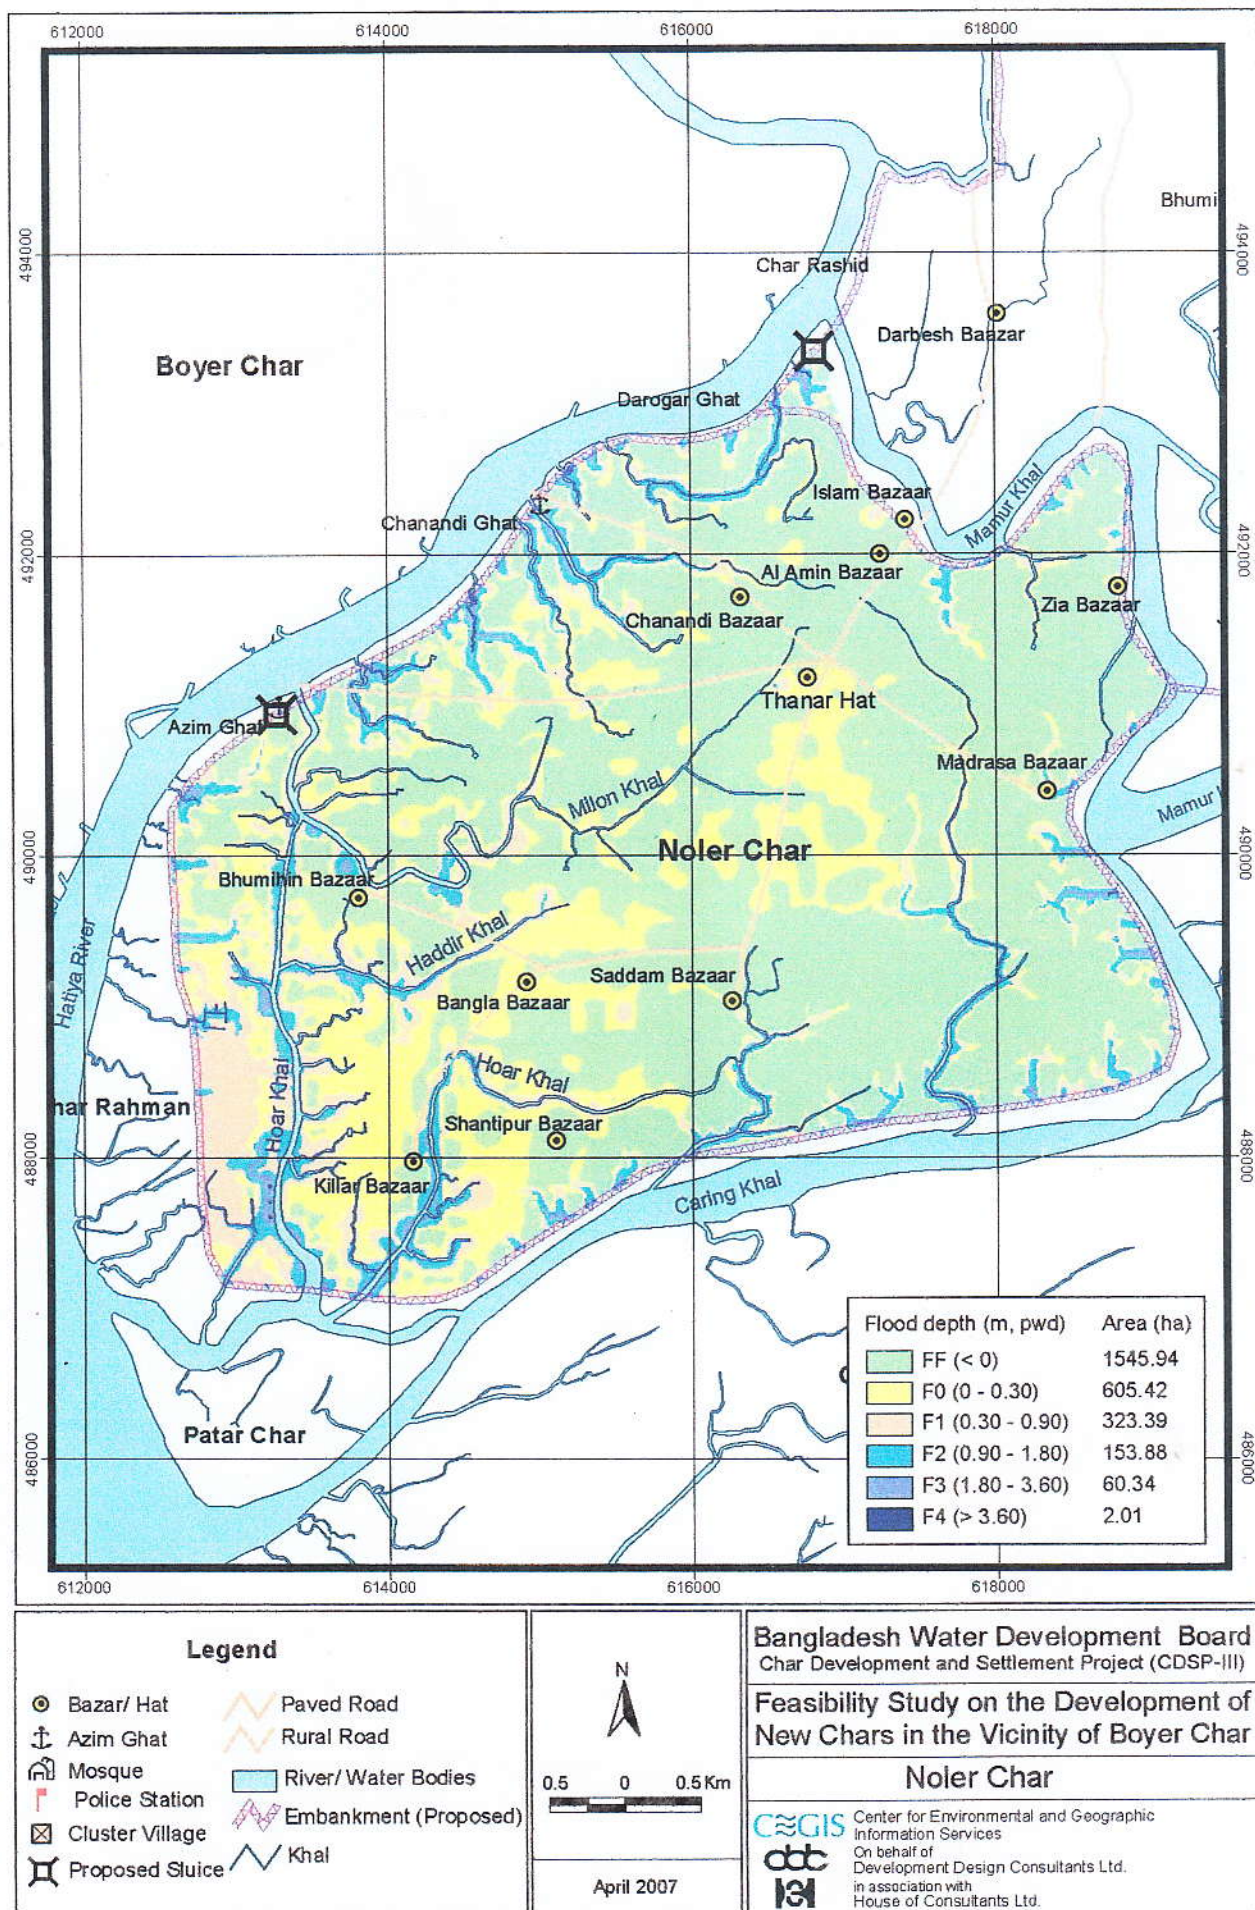 612000
614000
616000
618000
Bhumi
494000
494000
Char Rashid
Darbesh Baazar
Boyer Char
Darogar Ghat
Islam Bazaar
Mamur Khal
Chanandi Ghat
492000
492000
Al Amin Bazaar
Zia Bazaar
Chanandi Bazaar
Thanar Hat
Azim Ghat
Madrasa Bazaar
Milon Khal
Mamur
Noler Char
490000
490000
Bhumihin Bazaar
Haddir Khal
Hatiya River
Saddam Bazaar
Bangla Bazaar
Hoar Khal
Hoar Khal
har Rahman
Shantipur Bazaar
488000
488000
Killar Bazaar
Caring Khal
Patar Char
486000
486000
Flood depth (m, pwd) Area (ha)
FF (< 0) 1545.94
F0 (0 - 0.30) 605.42
F1 (0.30 - 0.90) 323.39
F2 (0.90 - 1.80) 153.88
F3 (1.80 - 3.60) 60.34
F4 (> 3.60) 2.01
612000
614000
616000
618000
Legend
Bazar/ Hat
Azim Ghat
Mosque
Police Station
Cluster Village
Proposed Sluice
Paved Road
Rural Road
River/ Water Bodies
Embankment (Proposed)
Khal
N
0.5 0 0.5 Km
April 2007
Bangladesh Water Development Board
Char Development and Settlement Project (CDSP-III)
Feasibility Study on the Development of
New Chars in the Vicinity of Boyer Char
Noler Char
CEGIS Center for Environmental and Geographic
Information Services
On behalf of
ddc Development Design Consultants Ltd.
in association with
House of Consultants Ltd.